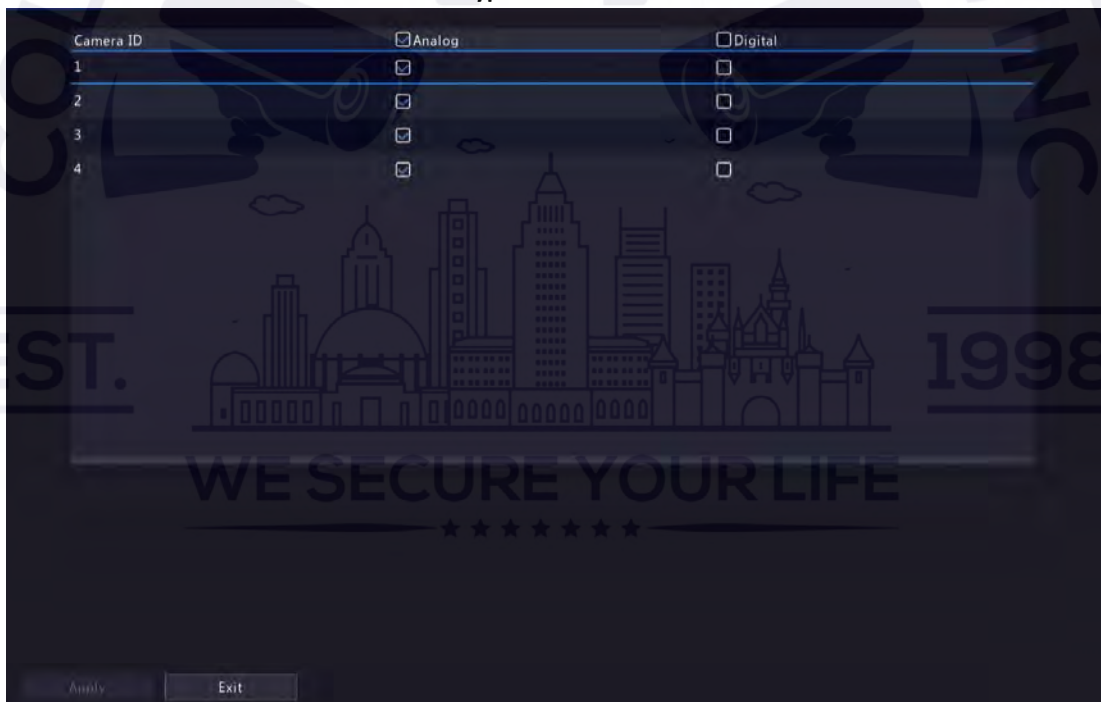 Camera ID Analog Digital
1
2
3
4
EST. 1998
WE SECURE YOUR LIFE
Apply Exit